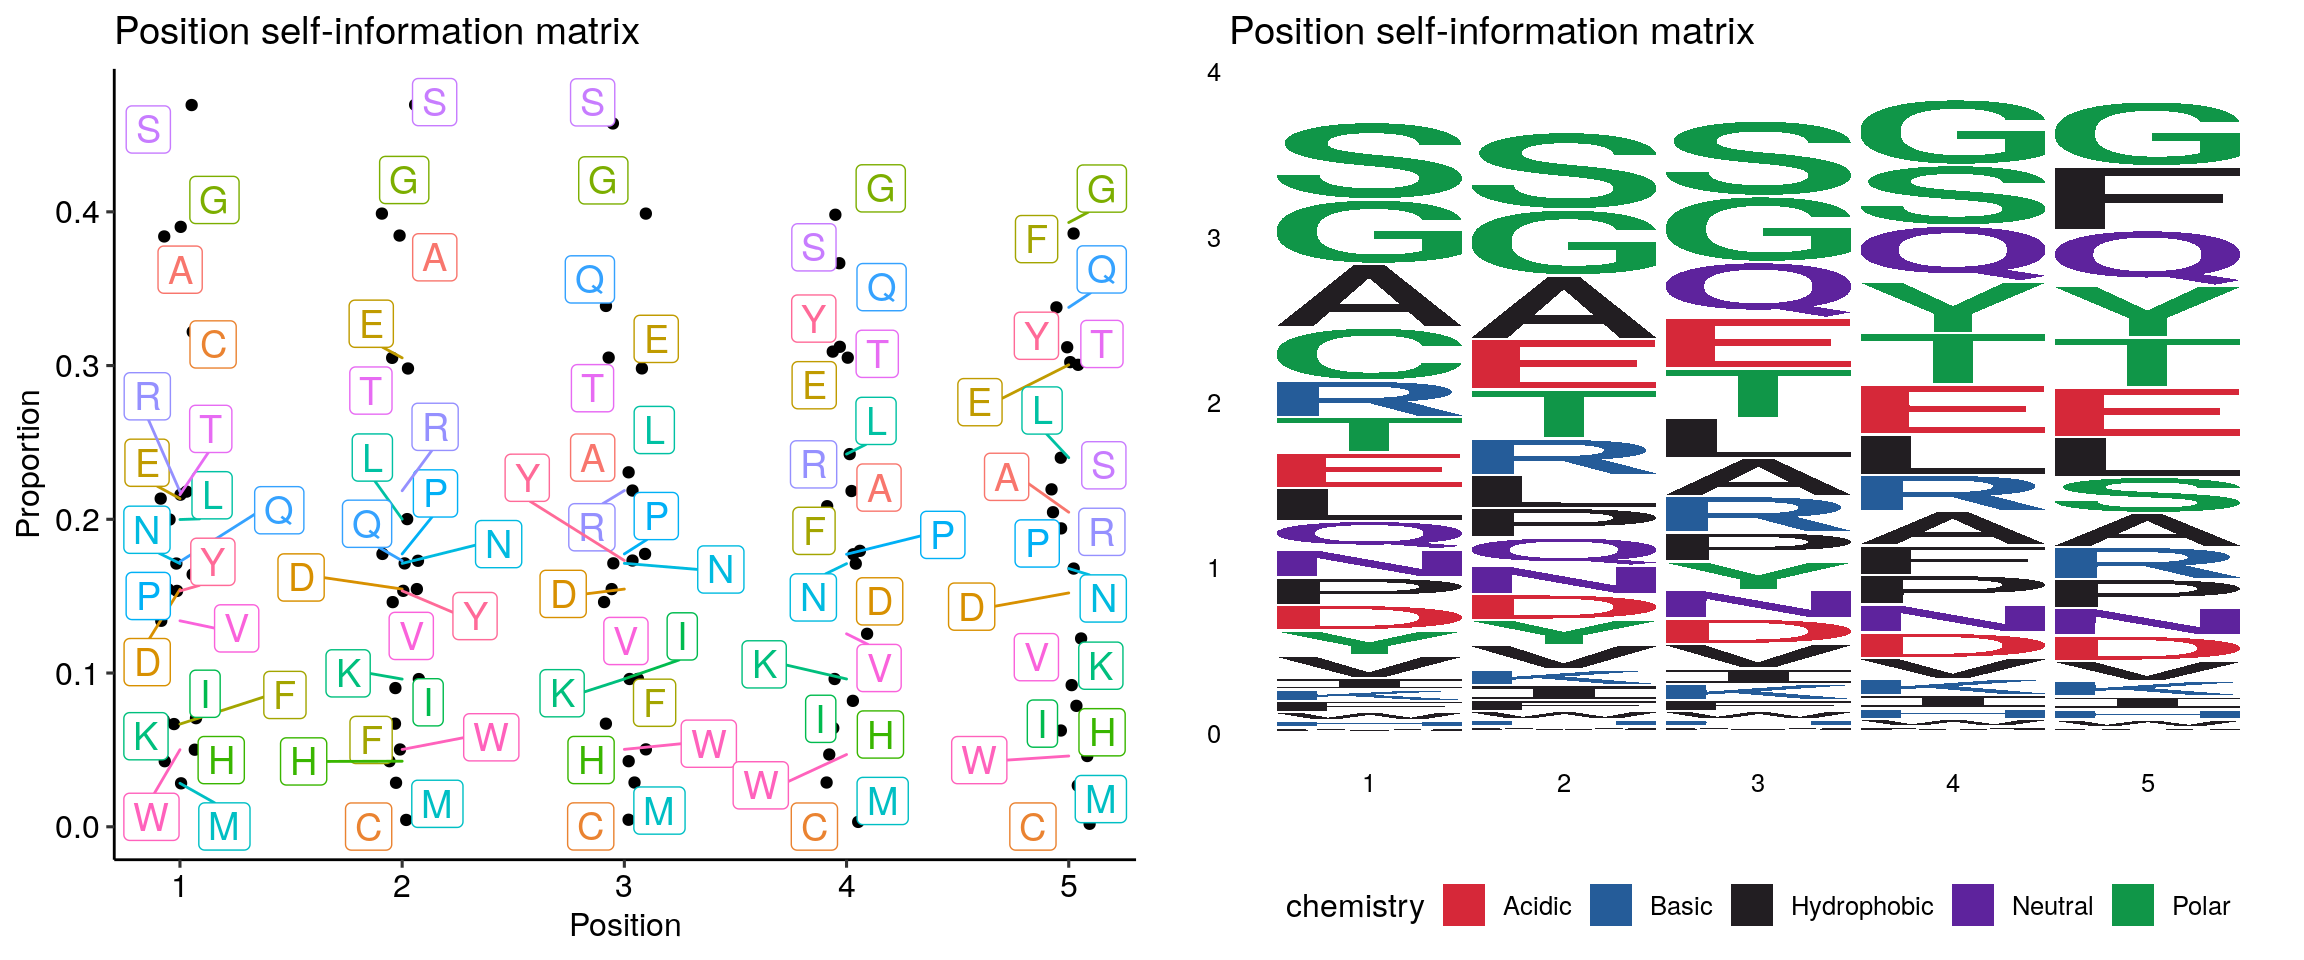 Position self-information matrix
Proportion
0.4
0.3
0.2
0.1
0.0
S
G
A
C
R
T
E
L
Q
N
Y
P
V
D
I
F
K
H
W
M
1
S
G
A
E
T
R
L
P
Q
N
D
Y
V
K
I
F
W
H
M
C
2
S
G
Q
E
T
L
A
Y
R
P
N
D
V
I
K
F
W
H
M
C
3
G
S
Q
Y
T
E
L
R
A
F
P
N
D
V
K
I
H
W
M
C
4
G
F
Q
Y
T
E
L
S
A
R
P
N
D
V
K
I
H
W
M
C
5
Position
Position self-information matrix
4
3
2
1
0
S
G
A
C
R
T
E
L
Q
N
P
D
Y
V
I
K
F
W
H
M
1
S
G
A
E
T
R
L
P
Q
N
D
Y
V
K
I
F
W
H
M
2
S
G
Q
E
T
L
A
R
P
Y
N
D
V
I
K
F
W
H
M
3
G
S
Q
Y
T
E
L
R
A
F
P
N
D
V
K
I
W
H
M
4
G
F
Q
Y
T
E
L
S
A
R
P
N
D
V
K
I
H
W
M
5
chemistry Acidic Basic Hydrophobic Neutral Polar